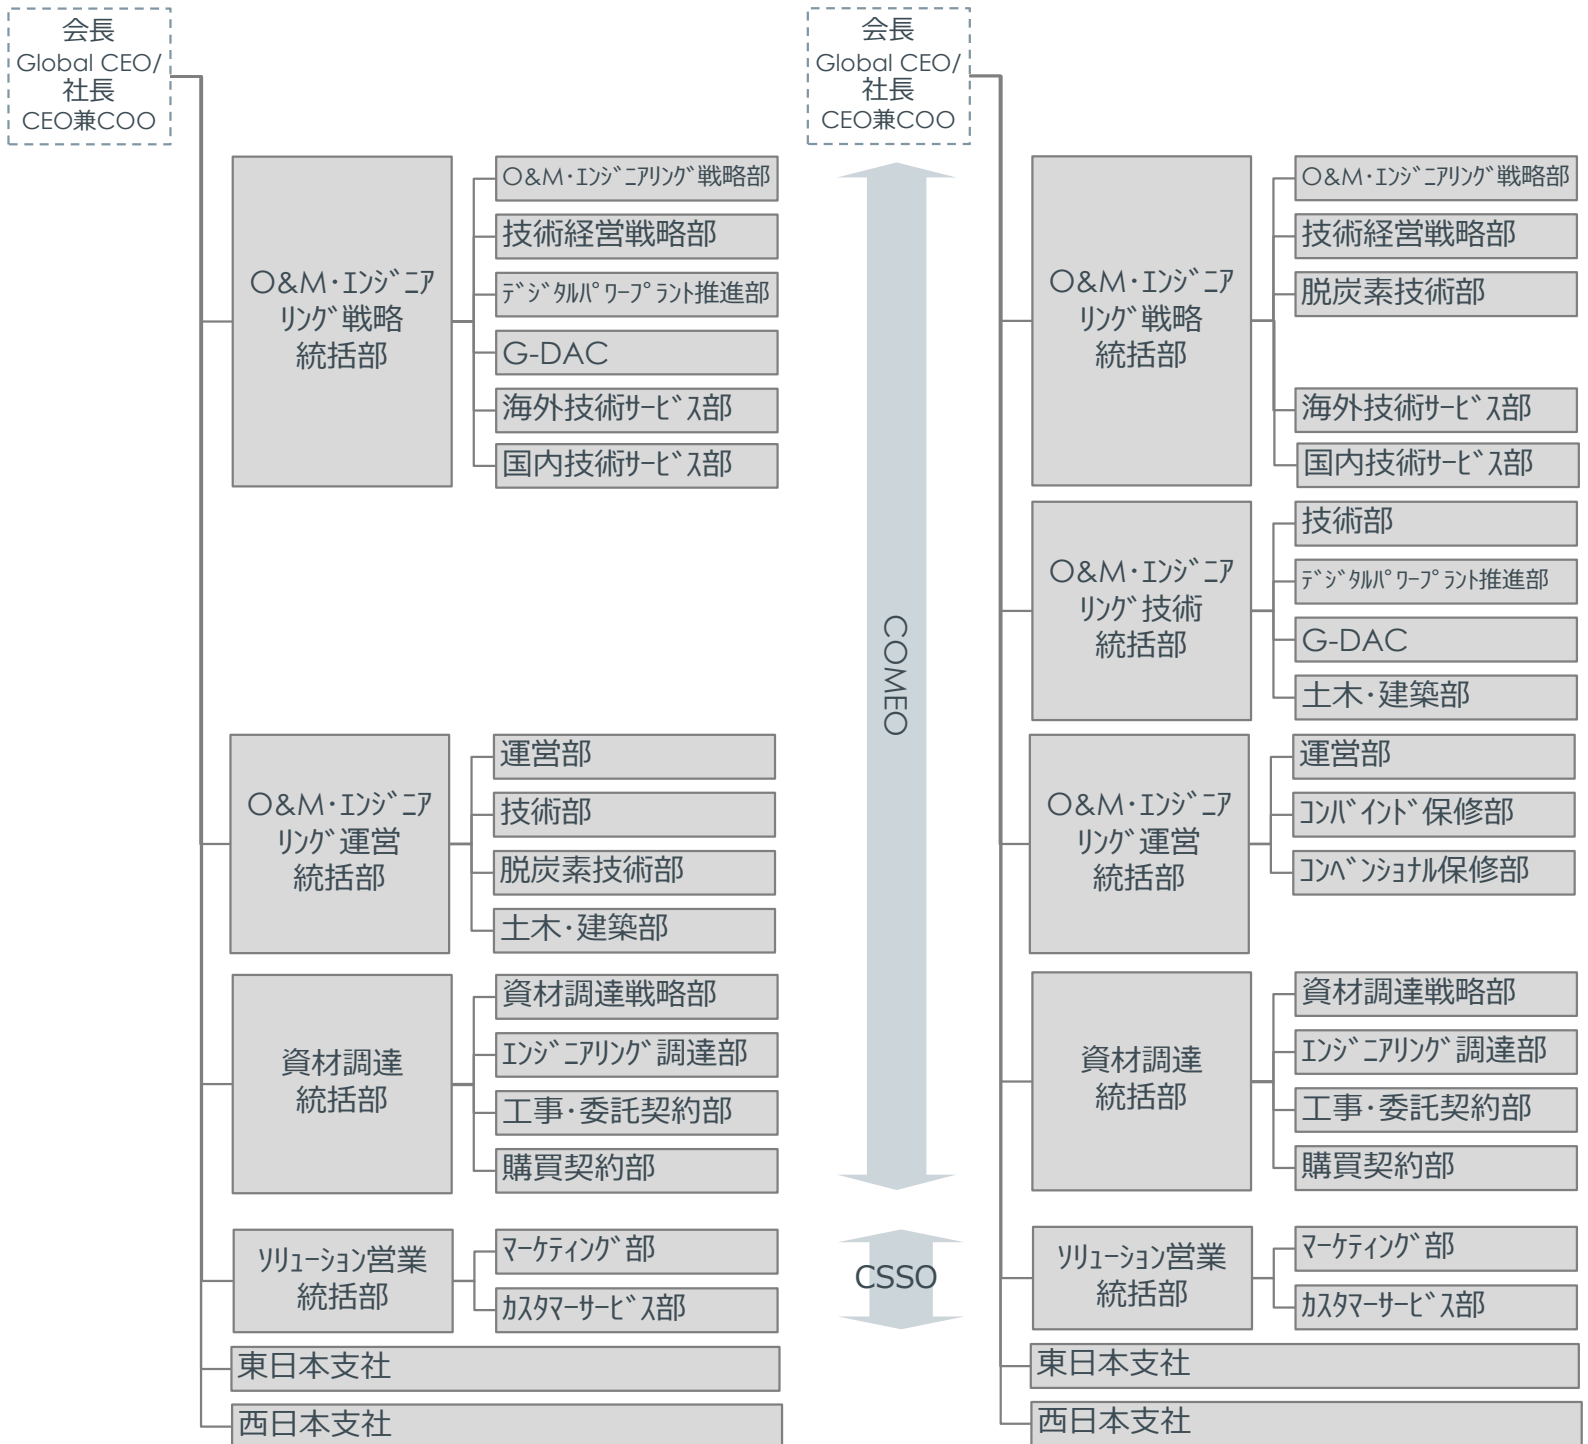 会長
Global CEO/
社長
CEO兼COO
O&M･ｴﾝｼﾞﾆｱ
ﾘﾝｸﾞ戦略
統括部
O&M･ｴﾝｼﾞﾆｱﾘﾝｸﾞ戦略部
技術経営戦略部
ﾃﾞｼﾞﾀﾙﾊﾟﾜｰﾌﾟﾗﾝﾄ推進部
G-DAC
海外技術ｻｰﾋﾞｽ部
国内技術ｻｰﾋﾞｽ部
O&M･ｴﾝｼﾞﾆｱ
ﾘﾝｸﾞ運営
統括部
運営部
技術部
脱炭素技術部
土木･建築部
資材調達
統括部
資材調達戦略部
ｴﾝｼﾞﾆｱﾘﾝｸﾞ調達部
工事･委託契約部
購買契約部
ｿﾘｭｰｼｮﾝ営業
統括部
ﾏｰｹﾃｨﾝｸﾞ部
ｶｽﾀﾏｰｻｰﾋﾞｽ部
東日本支社
西日本支社
COMEO
CSSO
会長
Global CEO/
社長
CEO兼COO
O&M･ｴﾝｼﾞﾆｱ
ﾘﾝｸﾞ戦略
統括部
O&M･ｴﾝｼﾞﾆｱﾘﾝｸﾞ戦略部
技術経営戦略部
脱炭素技術部
海外技術ｻｰﾋﾞｽ部
国内技術ｻｰﾋﾞｽ部
O&M･ｴﾝｼﾞﾆｱ
ﾘﾝｸﾞ技術
統括部
技術部
ﾃﾞｼﾞﾀﾙﾊﾟﾜｰﾌﾟﾗﾝﾄ推進部
G-DAC
土木･建築部
O&M･ｴﾝｼﾞﾆｱ
ﾘﾝｸﾞ運営
統括部
運営部
ｺﾝﾊﾞｲﾝﾄﾞ保修部
ｺﾝﾍﾞﾝｼｮﾅﾙ保修部
資材調達
統括部
資材調達戦略部
ｴﾝｼﾞﾆｱﾘﾝｸﾞ調達部
工事･委託契約部
購買契約部
ｿﾘｭｰｼｮﾝ営業
統括部
ﾏｰｹﾃｨﾝｸﾞ部
ｶｽﾀﾏｰｻｰﾋﾞｽ部
東日本支社
西日本支社